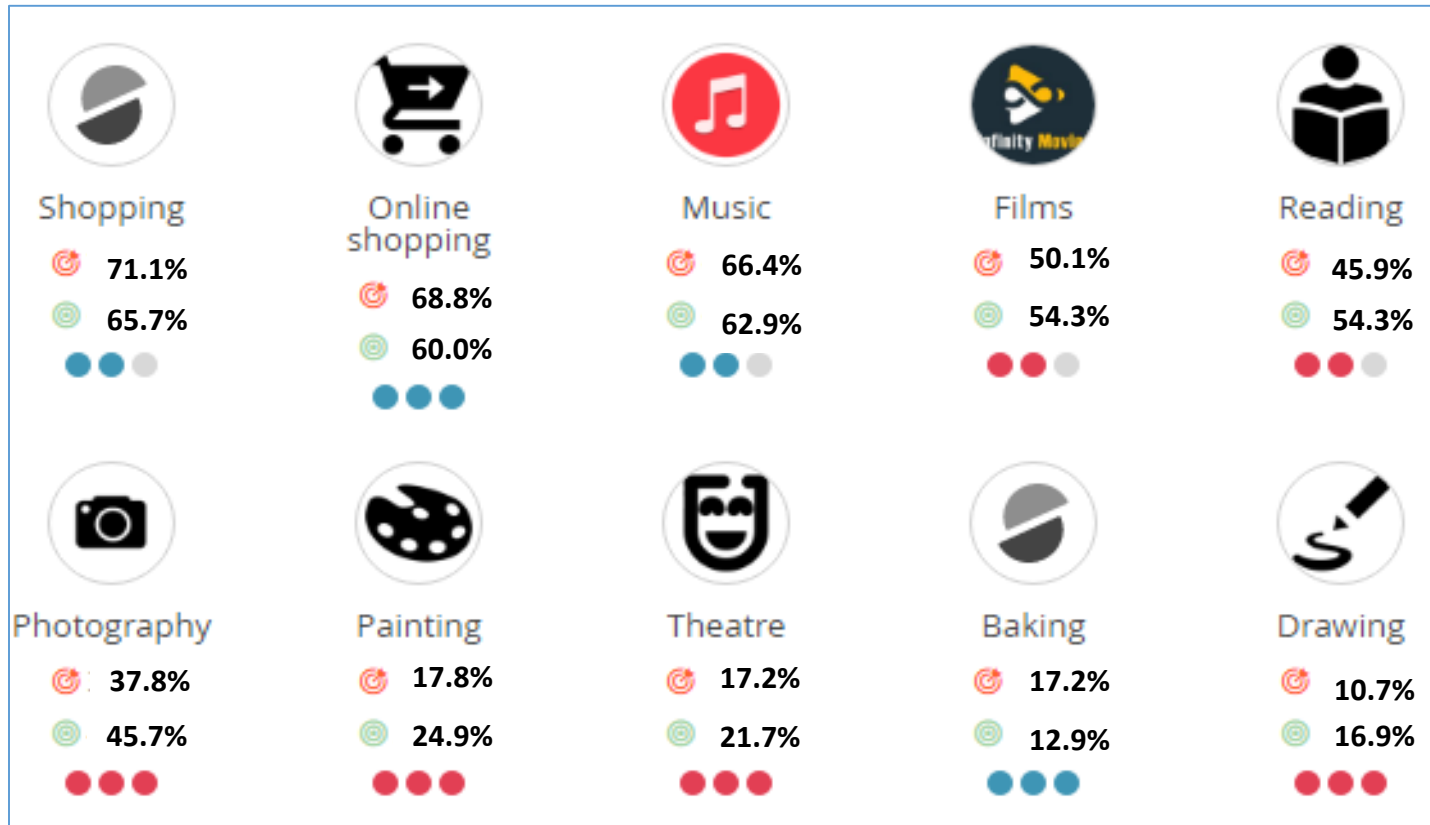 Shopping
71.1%
65.7%
Online
shopping
68.8%
60.0%
Music
66.4%
62.9%
nfinity Movie
Films
50.1%
54.3%
Reading
45.9%
54.3%
Photography
37.8%
45.7%
Painting
17.8%
24.9%
Theatre
17.2%
21.7%
Baking
17.2%
12.9%
Drawing
10.7%
16.9%